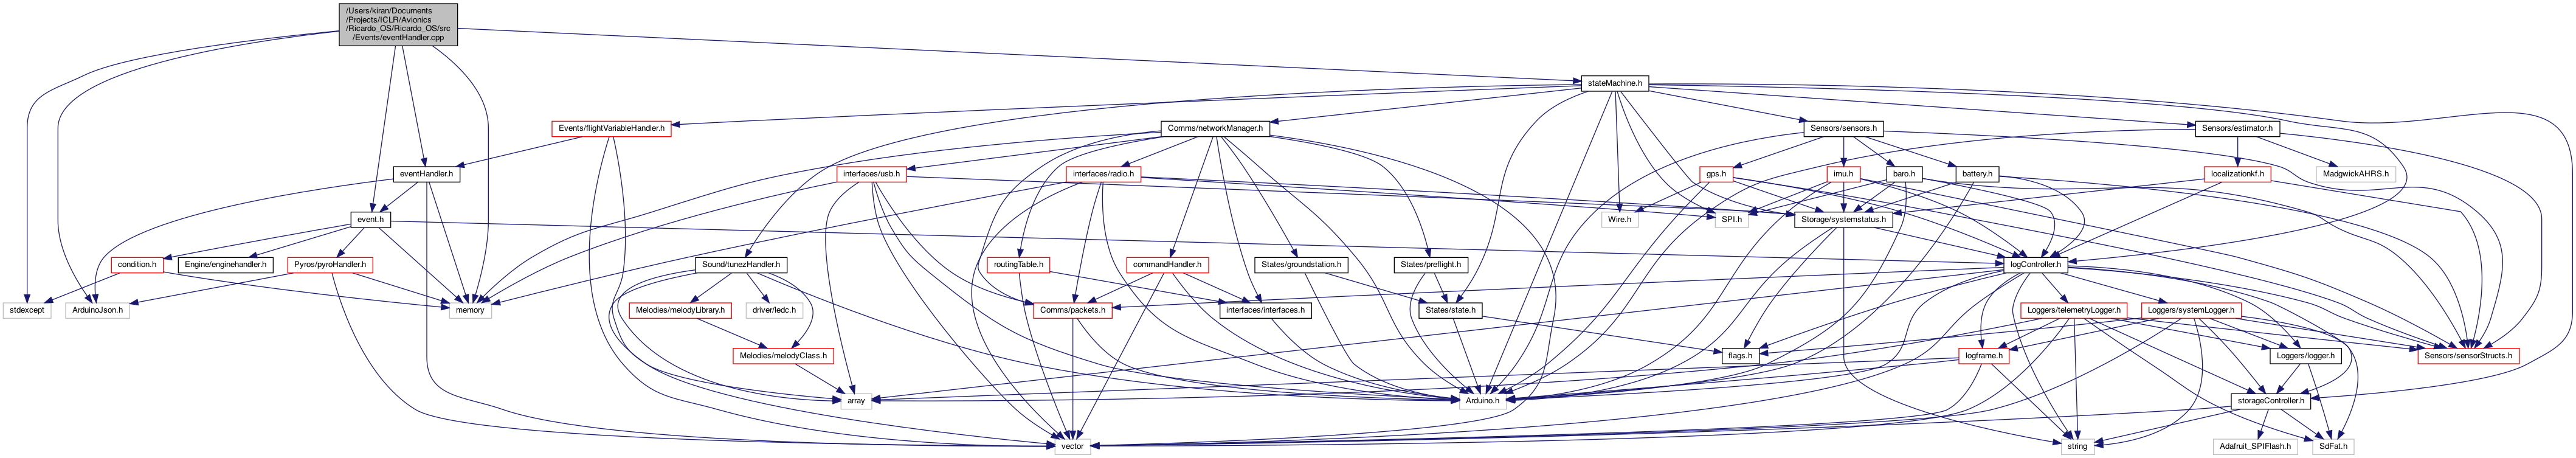 /Users/kiran/Documents
/Projects/ICLR/Avionics
/Ricardo_OS/Ricardo_OS/src
/Events/eventHandler.cpp
stateMachine.h
Events/flightVariableHandler.h
Comms/networkManager.h
Sensors/sensors.h
Sensors/estimator.h
eventHandler.h
interfaces/usb.h
interfaces/radio.h
gps.h
imu.h
baro.h
battery.h
localizationkf.h
MadgwickAHRS.h
event.h
Wire.h
SPI.h
Storage/systemstatus.h
condition.h
Engine/enginehandler.h
Pyros/pyroHandler.h
Sound/tunezHandler.h
routingTable.h
commandHandler.h
States/groundstation.h
States/preflight.h
logController.h
stdexcept
ArduinoJson.h
memory
Melodies/melodyLibrary.h
driver/ledc.h
Comms/packets.h
interfaces/interfaces.h
States/state.h
Loggers/telemetryLogger.h
Loggers/systemLogger.h
Melodies/melodyClass.h
flags.h
logframe.h
Loggers/logger.h
Sensors/sensorStructs.h
array
Arduino.h
storageController.h
vector
string
Adafruit_SPIFlash.h
SdFat.h